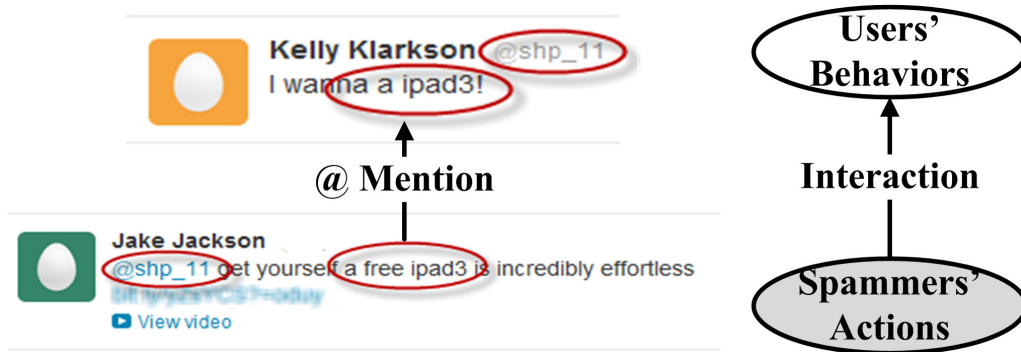 Kelly Klarkson @shp_11
I wanna a ipad3!
@ Mention
Jake Jackson
@shp_11 get yourself a free ipad3 is incredibly effortless
View video
Users'
Behaviors
Interaction
Spammers'
Actions